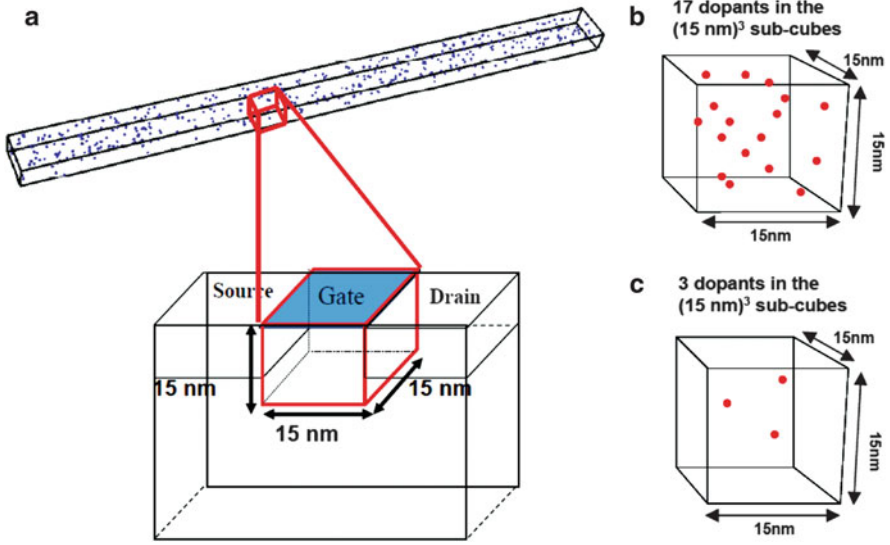 a
Source
Gate
Drain
15 nm
15 nm
15 nm
b
17 dopants in the
(15 nm)³ sub-cubes
15nm
15nm
15nm
c
3 dopants in the
(15 nm)³ sub-cubes
15nm
15nm
15nm